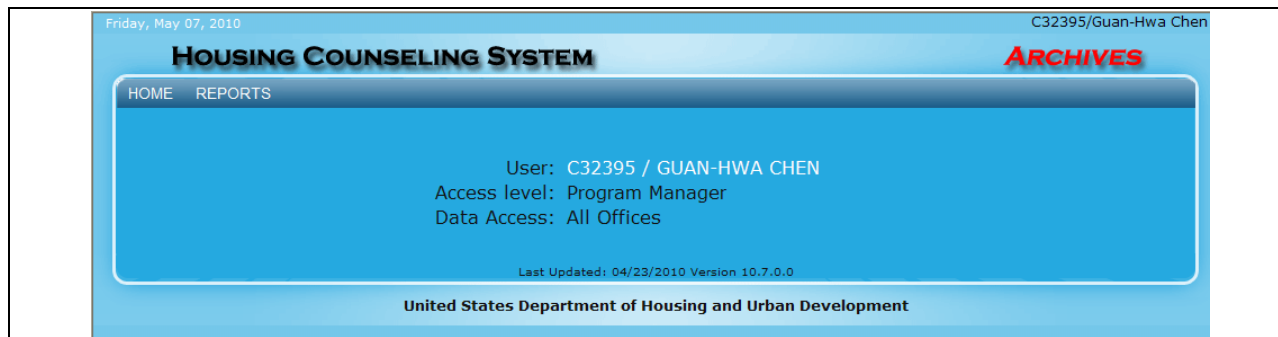 Friday, May 07, 2010 C32395/Guan-Hwa Chen
HOUSING COUNSELING SYSTEM ARCHIVES
HOME REPORTS
User: C32395 / GUAN-HWA CHEN
Access level: Program Manager
Data Access: All Offices
Last Updated: 04/23/2010 Version 10.7.0.0
United States Department of Housing and Urban Development